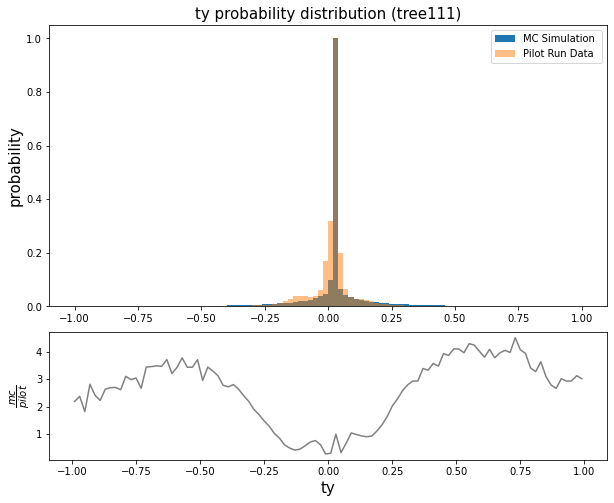 ty probability distribution (tree111)
MC Simulation
Pilot Run Data
probability
1.0
0.8
0.6
0.4
0.2
0.0
−1.00 −0.75 −0.50 −0.25 0.00 0.25 0.50 0.75 1.00
mc
pilot
4
3
2
1
−1.00 −0.75 −0.50 −0.25 0.00 0.25 0.50 0.75 1.00
ty